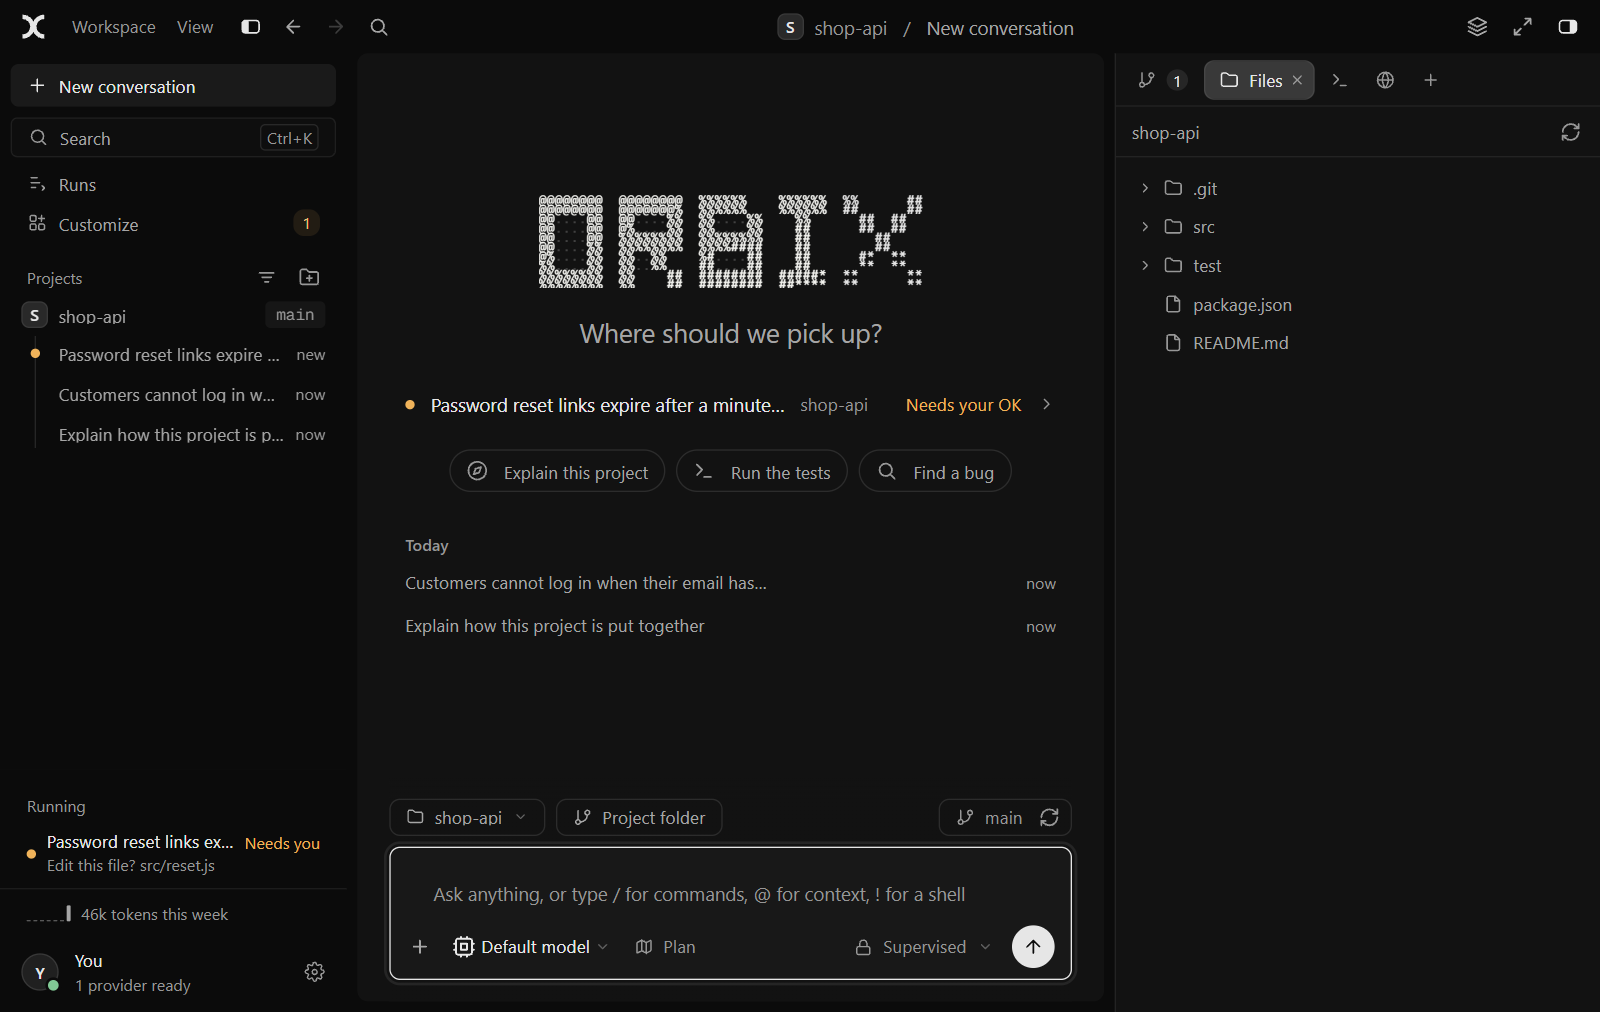 Workspace View
S shop-api / New conversation
New conversation
Search Ctrl+K
Runs
Customize 1
Projects
S shop-api main
Password reset links expire ... new
Customers cannot log in w... now
Explain how this project is p... now
Running
Password reset links ex... Needs you
Edit this file? src/reset.js
46k tokens this week
Y You
1 provider ready
ORBIX
Where should we pick up?
Password reset links expire after a minute... shop-api Needs your OK
Explain this project Run the tests Find a bug
Today
Customers cannot log in when their email has... now
Explain how this project is put together now
shop-api Project folder main
Ask anything, or type / for commands, @ for context, ! for a shell
Default model Plan Supervised
1 Files
shop-api
.git
src
test
package.json
README.md